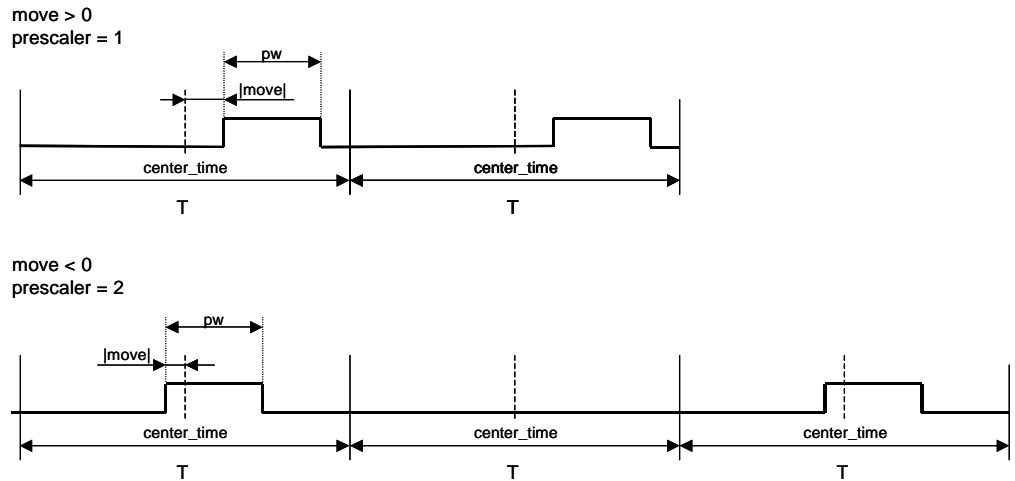 move > 0
prescaler = 1
pw
|move|
center_time
center_time
T
T
move < 0
prescaler = 2
pw
|move|
center_time
center_time
center_time
T
T
T